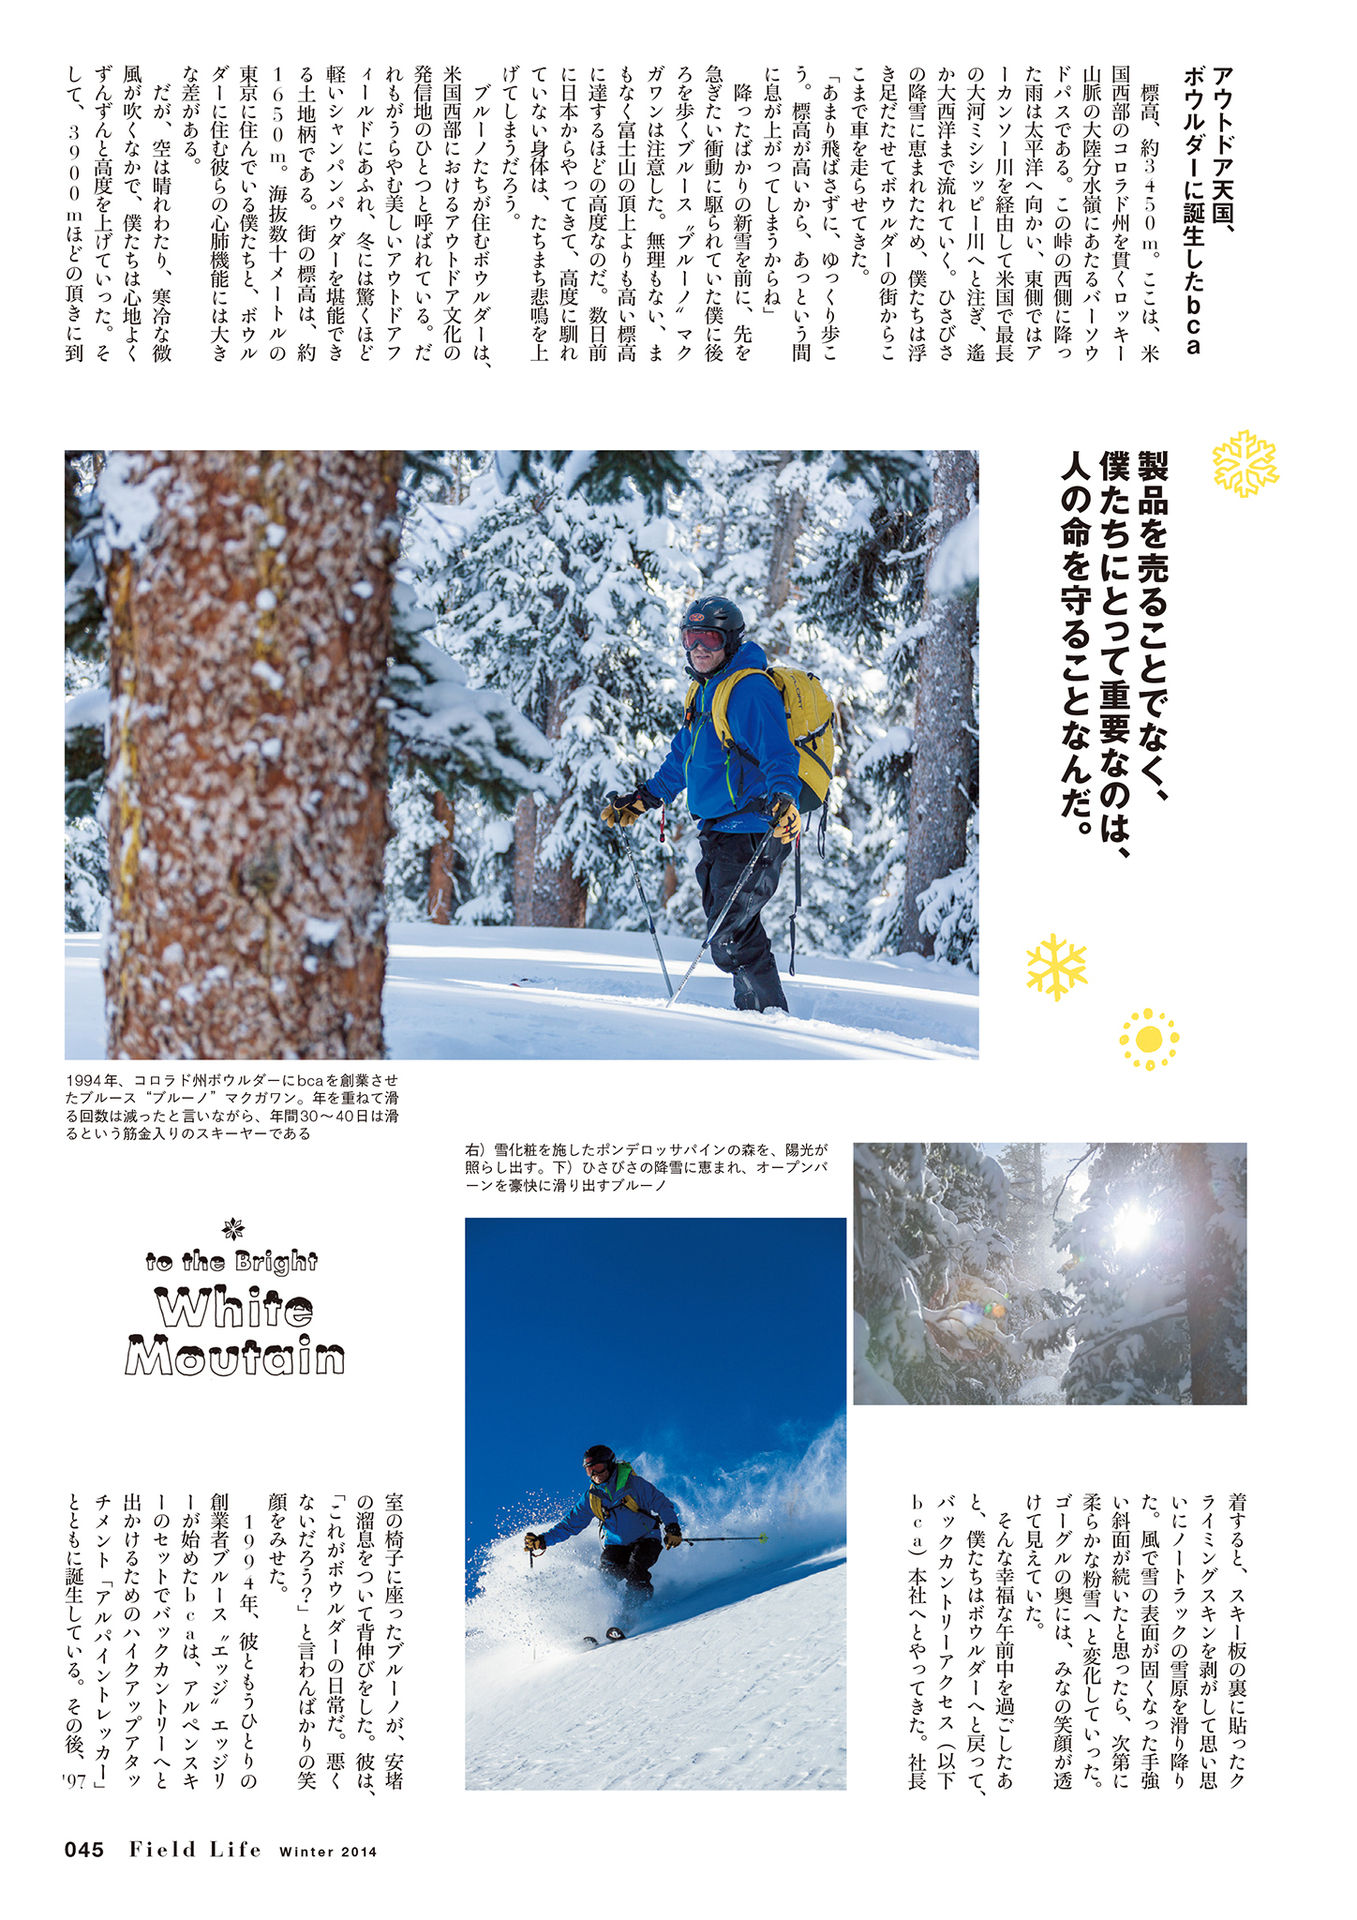 アウトドア天国、
ボウルダーに誕生したbca
標高、約3450m。ここは、米
国西部のコロラド州を貫くロッキー
山脈の大陸分水嶺にあたるバーソウ
ドパスである。この峠の西側に降っ
た雨は太平洋へ向かい、東側ではア
ーカンソー川を経由して米国で最長
の大河ミシシッピー川へと注ぎ、遙
か大西洋まで流れていく。ひさびさ
の降雪に恵まれたため、僕たちは浮
き足だたせてボウルダーの街からこ
こまで車を走らせてきた。
「あまり飛ばさずに、ゆっくり歩こ
う。標高が高いから、あっという間
に息が上がってしまうからね」
降ったばかりの新雪を前に、先を
急ぎたい衝動に駆られていた僕に後
ろを歩くブルース〝ブルーノ〟マク
ガワンは注意した。無理もない、ま
もなく富士山の頂上よりも高い標高
に達するほどの高度なのだ。数日前
に日本からやってきて、高度に馴れ
ていない身体は、たちまち悲鳴を上
げてしまうだろう。
ブルーノたちが住むボウルダーは、
米国西部におけるアウトドア文化の
発信地のひとつと呼ばれている。だ
れもがうらやむ美しいアウトドアフ
ィールドにあふれ、冬には驚くほど
軽いシャンパンパウダーを堪能でき
る土地柄である。街の標高は、約
1650m。海抜数十メートルの
東京に住んでいる僕たちと、ボウル
ダーに住む彼らの心肺機能には大き
な差がある。
だが、空は晴れわたり、寒冷な微
風が吹くなかで、僕たちは心地よく
ずんずんと高度を上げていった。そ
して、3900mほどの頂きに到
製品を売ることでなく、
僕たちにとって重要なのは、
人の命を守ることなんだ。
1994年、コロラド州ボウルダーにbcaを創業させ
たブルース“ブルーノ”マクガワン。年を重ねて滑
る回数は減ったと言いながら、年間30〜40日は滑
るという筋金入りのスキーヤーである
右）雪化粧を施したポンデロッサパインの森を、陽光が
照らし出す。下）ひさびさの降雪に恵まれ、オープンバ
ーンを豪快に滑り出すブルーノ
to the Bright
White
Moutain
着すると、スキー板の裏に貼ったク
ライミングスキンを剥がして思い思
いにノートラックの雪原を滑り降り
た。風で雪の表面が固くなった手強
い斜面が続いたと思ったら、次第に
柔らかな粉雪へと変化していった。
ゴーグルの奥には、みなの笑顔が透
けて見えていた。
そんな幸福な午前中を過ごしたあ
と、僕たちはボウルダーへと戻って、
バックカントリーアクセス（以下
bca）本社へとやってきた。社長
室の椅子に座ったブルーノが、安堵
の溜息をついて背伸びをした。彼は、
「これがボウルダーの日常だ。悪く
ないだろう?」と言わんばかりの笑
顔をみせた。
1994年、彼ともうひとりの
創業者ブルース〝エッジ〟エッジリ
ーが始めたbcaは、アルペンスキ
ーのセットでバックカントリーへと
出かけるためのハイクアップアタッ
チメント「アルパイントレッカー」
とともに誕生している。その後、'97
045 Field Life Winter 2014